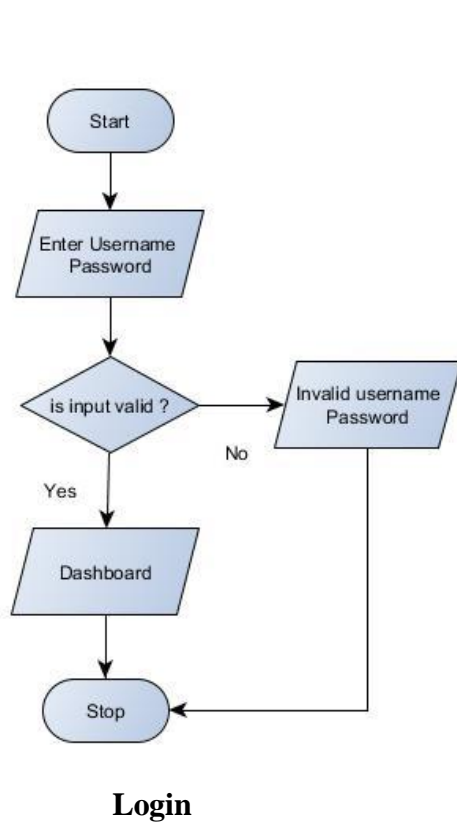 Start
Enter Username
Password
is input valid ?
Invalid username
Password
No
Yes
Dashboard
Stop
Login